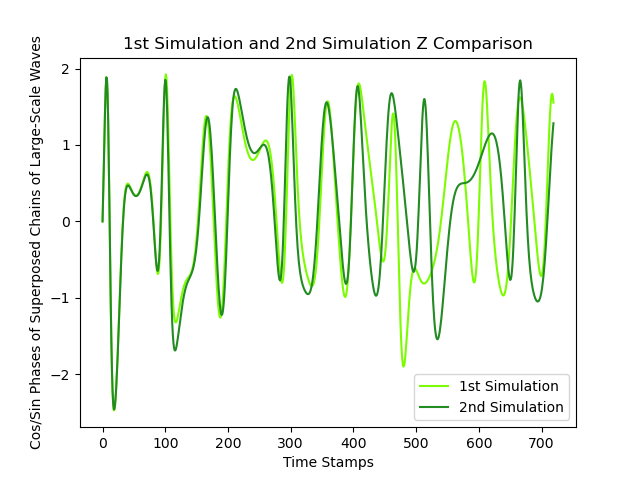 1st Simulation and 2nd Simulation Z Comparison
Cos/Sin Phases of Superposed Chains of Large-Scale Waves
2
1
0
−1
−2
0 100 200 300 400 500 600 700
Time Stamps
1st Simulation
2nd Simulation